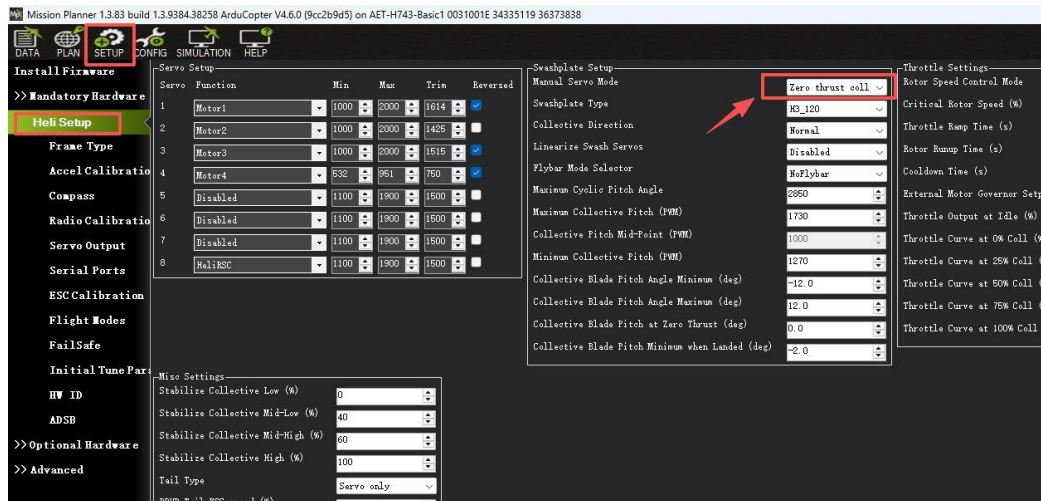 Mission Planner 1.3.83 build 1.3.9384.38258 ArduCopter V4.6.0 (9cc2b9d5) on AET-H743-Basic1 0031001E 34335119 36373838
DATA PLAN SETUP CONFIG SIMULATION HELP
Install Firmware
>> Mandatory Hardware
Heli Setup
Frame Type
Accel Calibratio
Compass
Radio Calibratio
Servo Output
Serial Ports
ESC Calibration
Flight Modes
FailSafe
Initial Tune Para
HW ID
ADSB
>> Optional Hardware
>> Advanced
Servo Setup
Servo Function Min Max Trim Reversed
1 Motor1 1000 2000 1614
2 Motor2 1000 2000 1425
3 Motor3 1000 2000 1515
4 Motor4 532 951 750
5 Disabled 1100 1900 1500
6 Disabled 1100 1900 1500
7 Disabled 1100 1900 1500
8 HeliRSC 1100 1900 1500
Misc Settings
Stabilize Collective Low (%) 0
Stabilize Collective Mid-Low (%) 40
Stabilize Collective Mid-High (%) 60
Stabilize Collective High (%) 100
Tail Type Servo only
Swashplate Setup
Manual Servo Mode Zero thrust coll
Swashplate Type H3_120
Collective Direction Normal
Linearize Swash Servos Disabled
Flybar Mode Selector NoFlybar
Maximum Cyclic Pitch Angle 2850
Maximum Collective Pitch (PWM) 1730
Collective Pitch Mid-Point (PWM) 1000
Minimum Collective Pitch (PWM) 1270
Collective Blade Pitch Angle Minimum (deg) -12.0
Collective Blade Pitch Angle Maximum (deg) 12.0
Collective Blade Pitch at Zero Thrust (deg) 0.0
Collective Blade Pitch Minimum when Landed (deg) -2.0
Throttle Settings
Rotor Speed Control Mode
Critical Rotor Speed (%)
Throttle Ramp Time (s)
Rotor Runup Time (s)
Cooldown Time (s)
External Motor Governor Setp
Throttle Output at Idle (%)
Throttle Curve at 0% Coll (%
Throttle Curve at 25% Coll (
Throttle Curve at 50% Coll (
Throttle Curve at 75% Coll (
Throttle Curve at 100% Coll